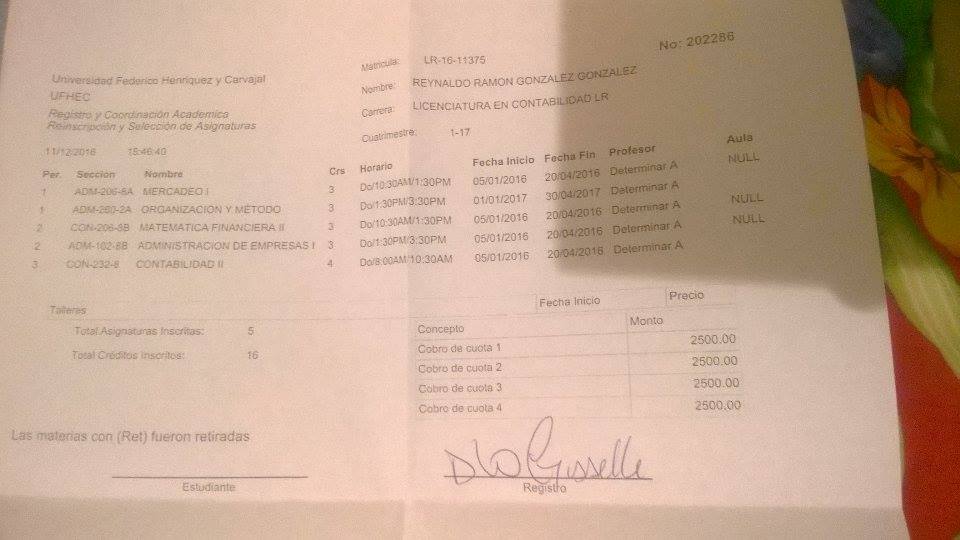 No: 202286
Universidad Federico Henriquez y Carvajal
UFHEC
Registro y Coordinación Academica
Reinscripción y Selección de Asignaturas
11/12/2016 15:46:40
Matricula: LR-16-11375
Nombre: REYNALDO RAMON GONZALEZ GONZALEZ
Carrera: LICENCIATURA EN CONTABILIDAD LR
Cuatrimestre: 1-17
Per. Seccion Nombre Crs Horario Fecha Inicio Fecha Fin Profesor Aula
1 ADM-206-8A MERCADEO I 3 Do/10:30AM/1:30PM 05/01/2016 20/04/2016 Determinar A NULL
1 ADM-260-2A ORGANIZACION Y MÉTODO 3 Do/1:30PM/3:30PM 01/01/2017 30/04/2017 Determinar A
2 CON-206-8B MATEMATICA FINANCIERA II 3 Do/10:30AM/1:30PM 05/01/2016 20/04/2016 Determinar A NULL
2 ADM-102-8B ADMINISTRACION DE EMPRESAS I 3 Do/1:30PM/3:30PM 05/01/2016 20/04/2016 Determinar A NULL
3 CON-232-8 CONTABILIDAD II 4 Do/8:00AM/10:30AM 05/01/2016 20/04/2016 Determinar A
Talleres Fecha Inicio Precio
Total Asignaturas Inscritas: 5
Total Créditos Inscritos: 16
Concepto Monto
Cobro de cuota 1 2500.00
Cobro de cuota 2 2500.00
Cobro de cuota 3 2500.00
Cobro de cuota 4 2500.00
Las materias con (Ret) fueron retiradas
Estudiante
Gisselle
Registro